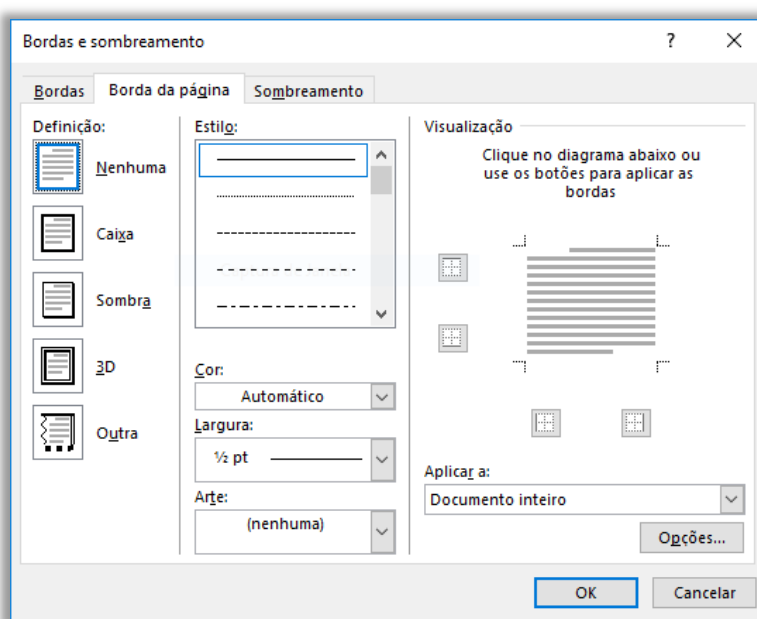 Bordas e sombreamento
?
Bordas
Borda da página
Sombreamento
Definição:
Nenhuma
Caixa
Sombra
3D
Outra
Estilo:
Cor:
Automático
Largura:
½ pt
Arte:
(nenhuma)
Visualização
Clique no diagrama abaixo ou
use os botões para aplicar as
bordas
Aplicar a:
Documento inteiro
Opções...
OK
Cancelar